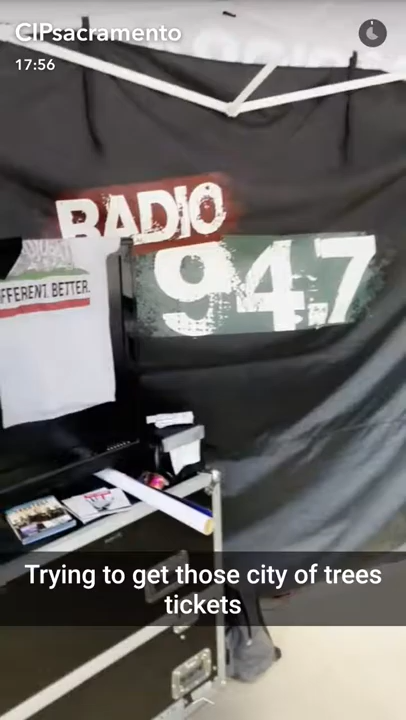 CIPsacramento
17:56
RADIO
94.7
FFERENT. BETTER.
Trying to get those city of trees
tickets